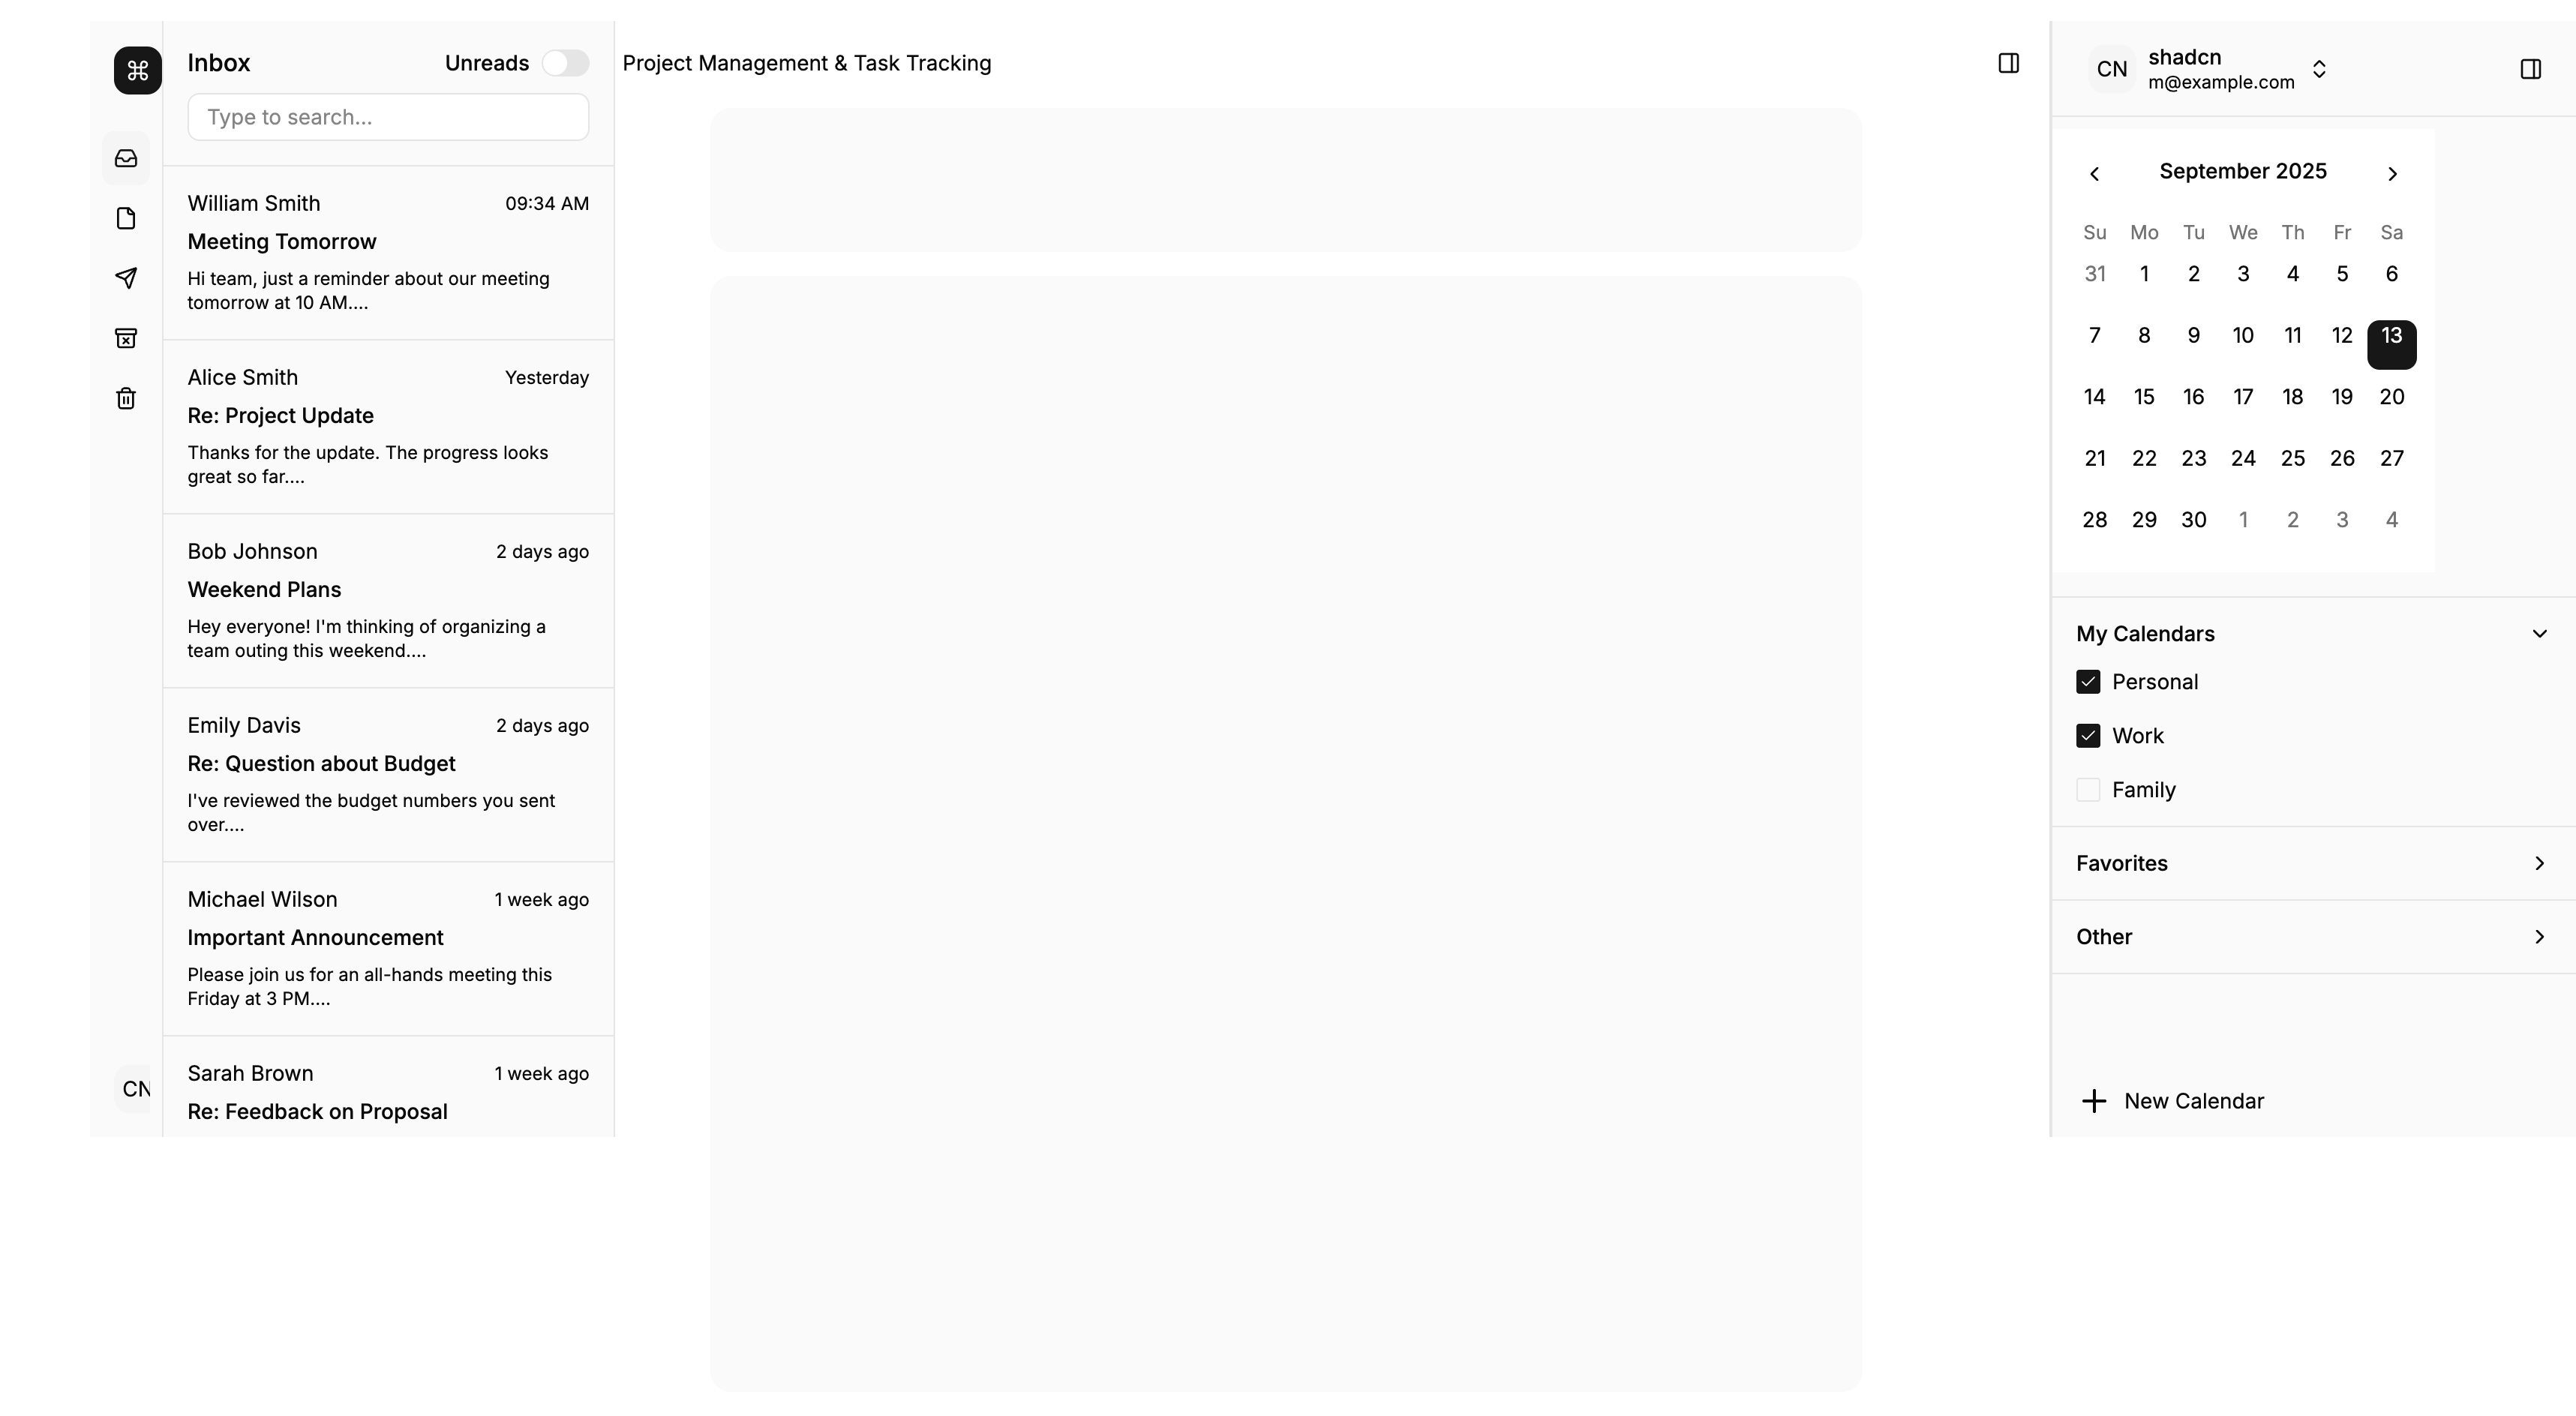 Inbox
Unreads
Type to search...
William Smith
09:34 AM
Meeting Tomorrow
Hi team, just a reminder about our meeting
tomorrow at 10 AM....
Alice Smith
Yesterday
Re: Project Update
Thanks for the update. The progress looks
great so far....
Bob Johnson
2 days ago
Weekend Plans
Hey everyone! I'm thinking of organizing a
team outing this weekend....
Emily Davis
2 days ago
Re: Question about Budget
I've reviewed the budget numbers you sent
over....
Michael Wilson
1 week ago
Important Announcement
Please join us for an all-hands meeting this
Friday at 3 PM....
Sarah Brown
1 week ago
Re: Feedback on Proposal
CN
Project Management & Task Tracking
CN
shadcn
m@example.com
September 2025
Su Mo Tu We Th Fr Sa
31 1 2 3 4 5 6
7 8 9 10 11 12 13
14 15 16 17 18 19 20
21 22 23 24 25 26 27
28 29 30 1 2 3 4
My Calendars
Personal
Work
Family
Favorites
Other
New Calendar